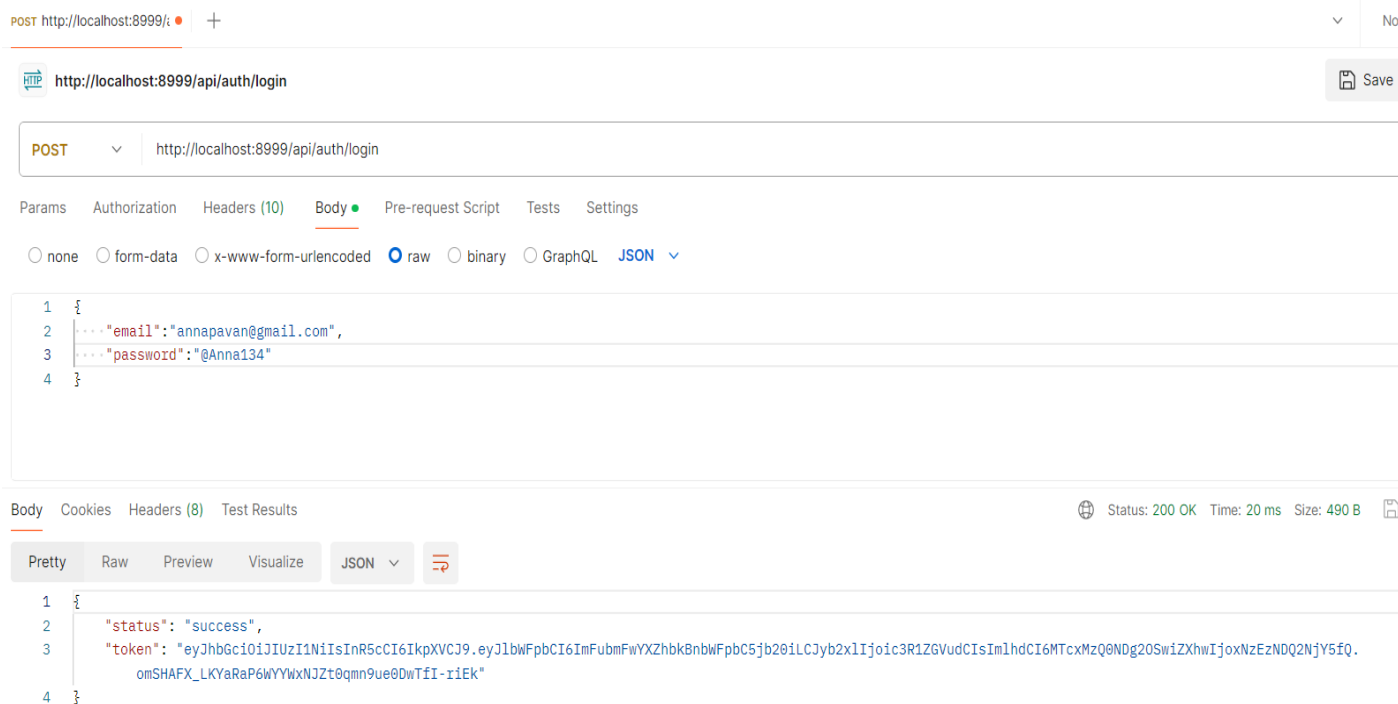 POST http://localhost:8999/a
No
HTTP http://localhost:8999/api/auth/login
Save
POST http://localhost:8999/api/auth/login
Params Authorization Headers (10) Body Pre-request Script Tests Settings
none form-data x-www-form-urlencoded raw binary GraphQL JSON
1 {
2 "email":"annapavan@gmail.com",
3 "password":"@Anna134"
4 }
Body Cookies Headers (8) Test Results Status: 200 OK Time: 20 ms Size: 490 B
Pretty Raw Preview Visualize JSON
1 {
2 "status": "success",
3 "token": "eyJhbGciOiJIUzI1NiIsInR5cCI6IkpXVCJ9.eyJlbWFpbCI6ImFubmFwYXZhbkBnbWFpbC5jb20iLCJyb2xlIjoic3R1ZGVudCIsImlhdCI6MTcxMzQ0NDg2OSwiZXhwIjoxNzEzNDQ2NjY5fQ.
omSHAFX_LKYaRaP6WYYWxNJZt0qmn9ue0DwTfI-riEk"
4 }